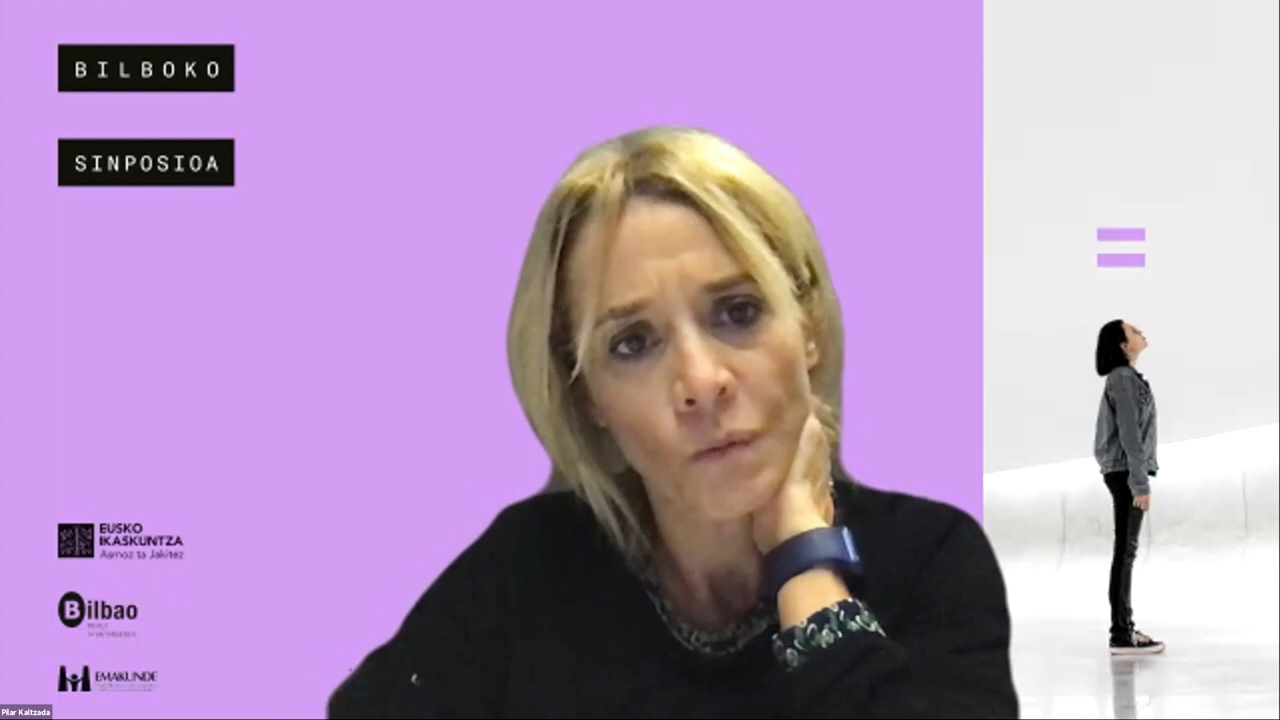 BILBOKO
SINPOSIOA
EUSKO
IKASKUNTZA
Asmoz ta Jakitez
Bilbao
EMAKUNDE
Pilar Kaltzada